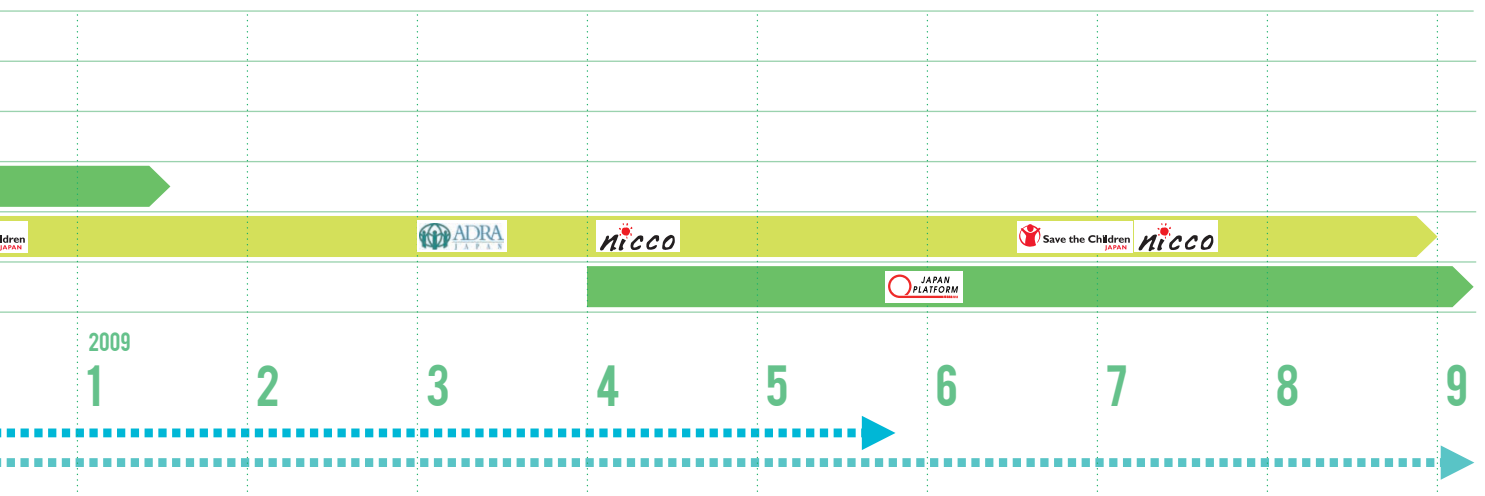 ldren
JAPAN
ADRA
JAPAN
nicco
Save the Children
JAPAN
nicco
JAPAN
PLATFORM
2009
1 2 3 4 5 6 7 8 9